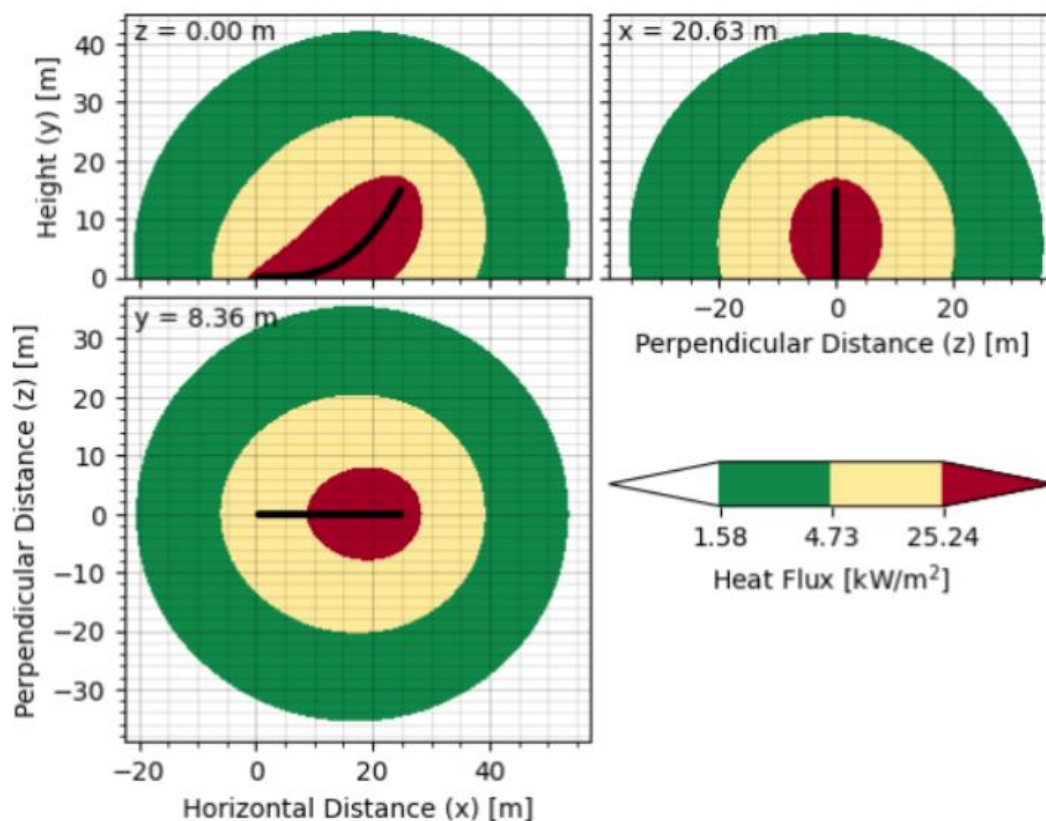 z = 0.00 m
x = 20.63 m
Height (y) [m]
40
30
20
10
0
−20
0
20
Perpendicular Distance (z) [m]
y = 8.36 m
Perpendicular Distance (z) [m]
30
20
10
0
−10
−20
−30
−20
0
20
40
Horizontal Distance (x) [m]
1.58
4.73
25.24
Heat Flux [kW/m²]